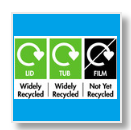 LID TUB FILM
Widely Widely Not Yet
Recycled Recycled Recycled